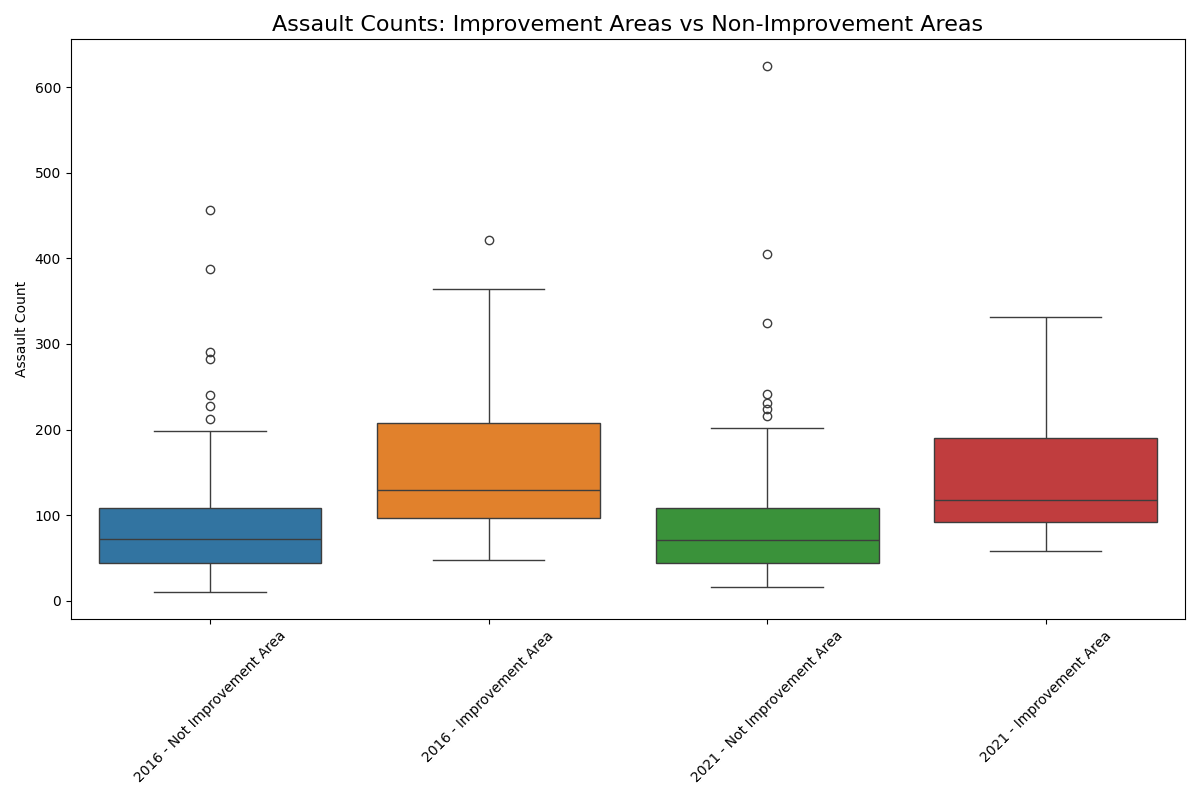 Assault Counts: Improvement Areas vs Non-Improvement Areas
Assault Count
600
500
400
300
200
100
0
2016 - Not Improvement Area
2016 - Improvement Area
2021 - Not Improvement Area
2021 - Improvement Area